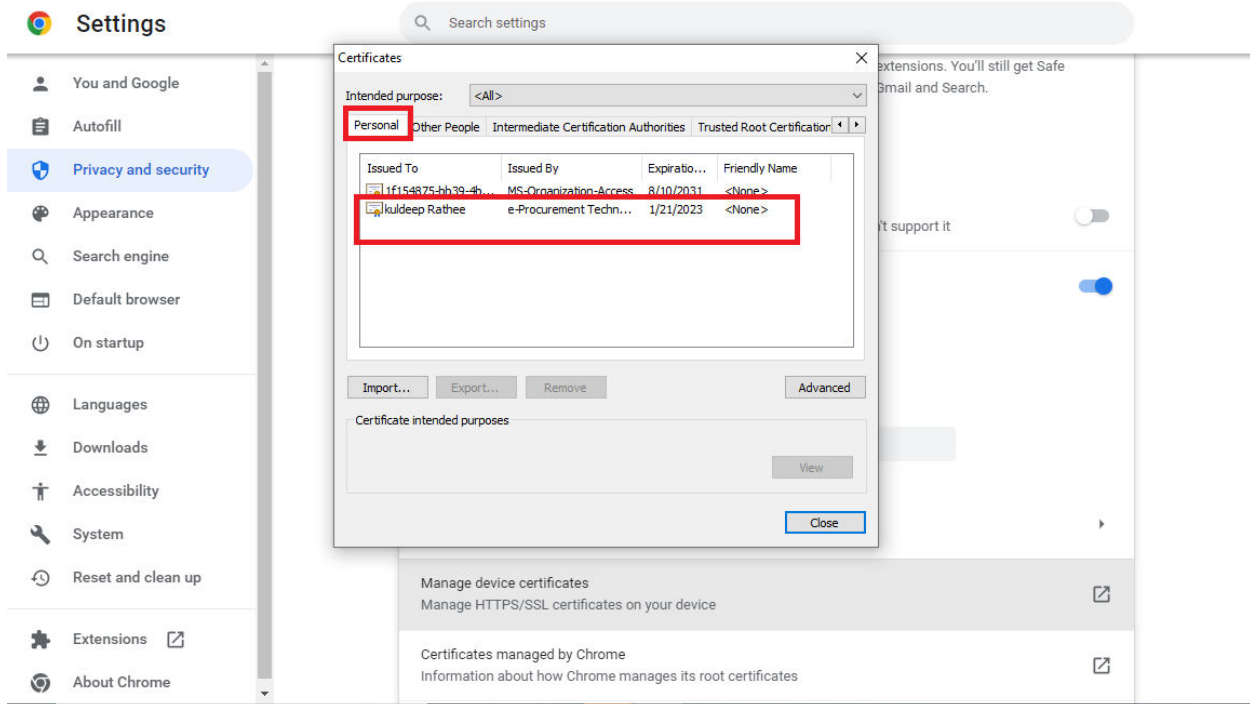 Settings
Search settings
You and Google
Autofill
Privacy and security
Appearance
Search engine
Default browser
On startup
Languages
Downloads
Accessibility
System
Reset and clean up
Extensions
About Chrome
extensions. You'll still get Safe
Gmail and Search.
't support it
Certificates
Intended purpose: <All>
Personal Other People Intermediate Certification Authorities Trusted Root Certification
Issued To Issued By Expiratio... Friendly Name
1f154875-bb39-4b... MS-Organization-Access 8/10/2031 <None>
kuldeep Rathee e-Procurement Techn... 1/21/2023 <None>
Import... Export... Remove Advanced
Certificate intended purposes
View
Close
Manage device certificates
Manage HTTPS/SSL certificates on your device
Certificates managed by Chrome
Information about how Chrome manages its root certificates